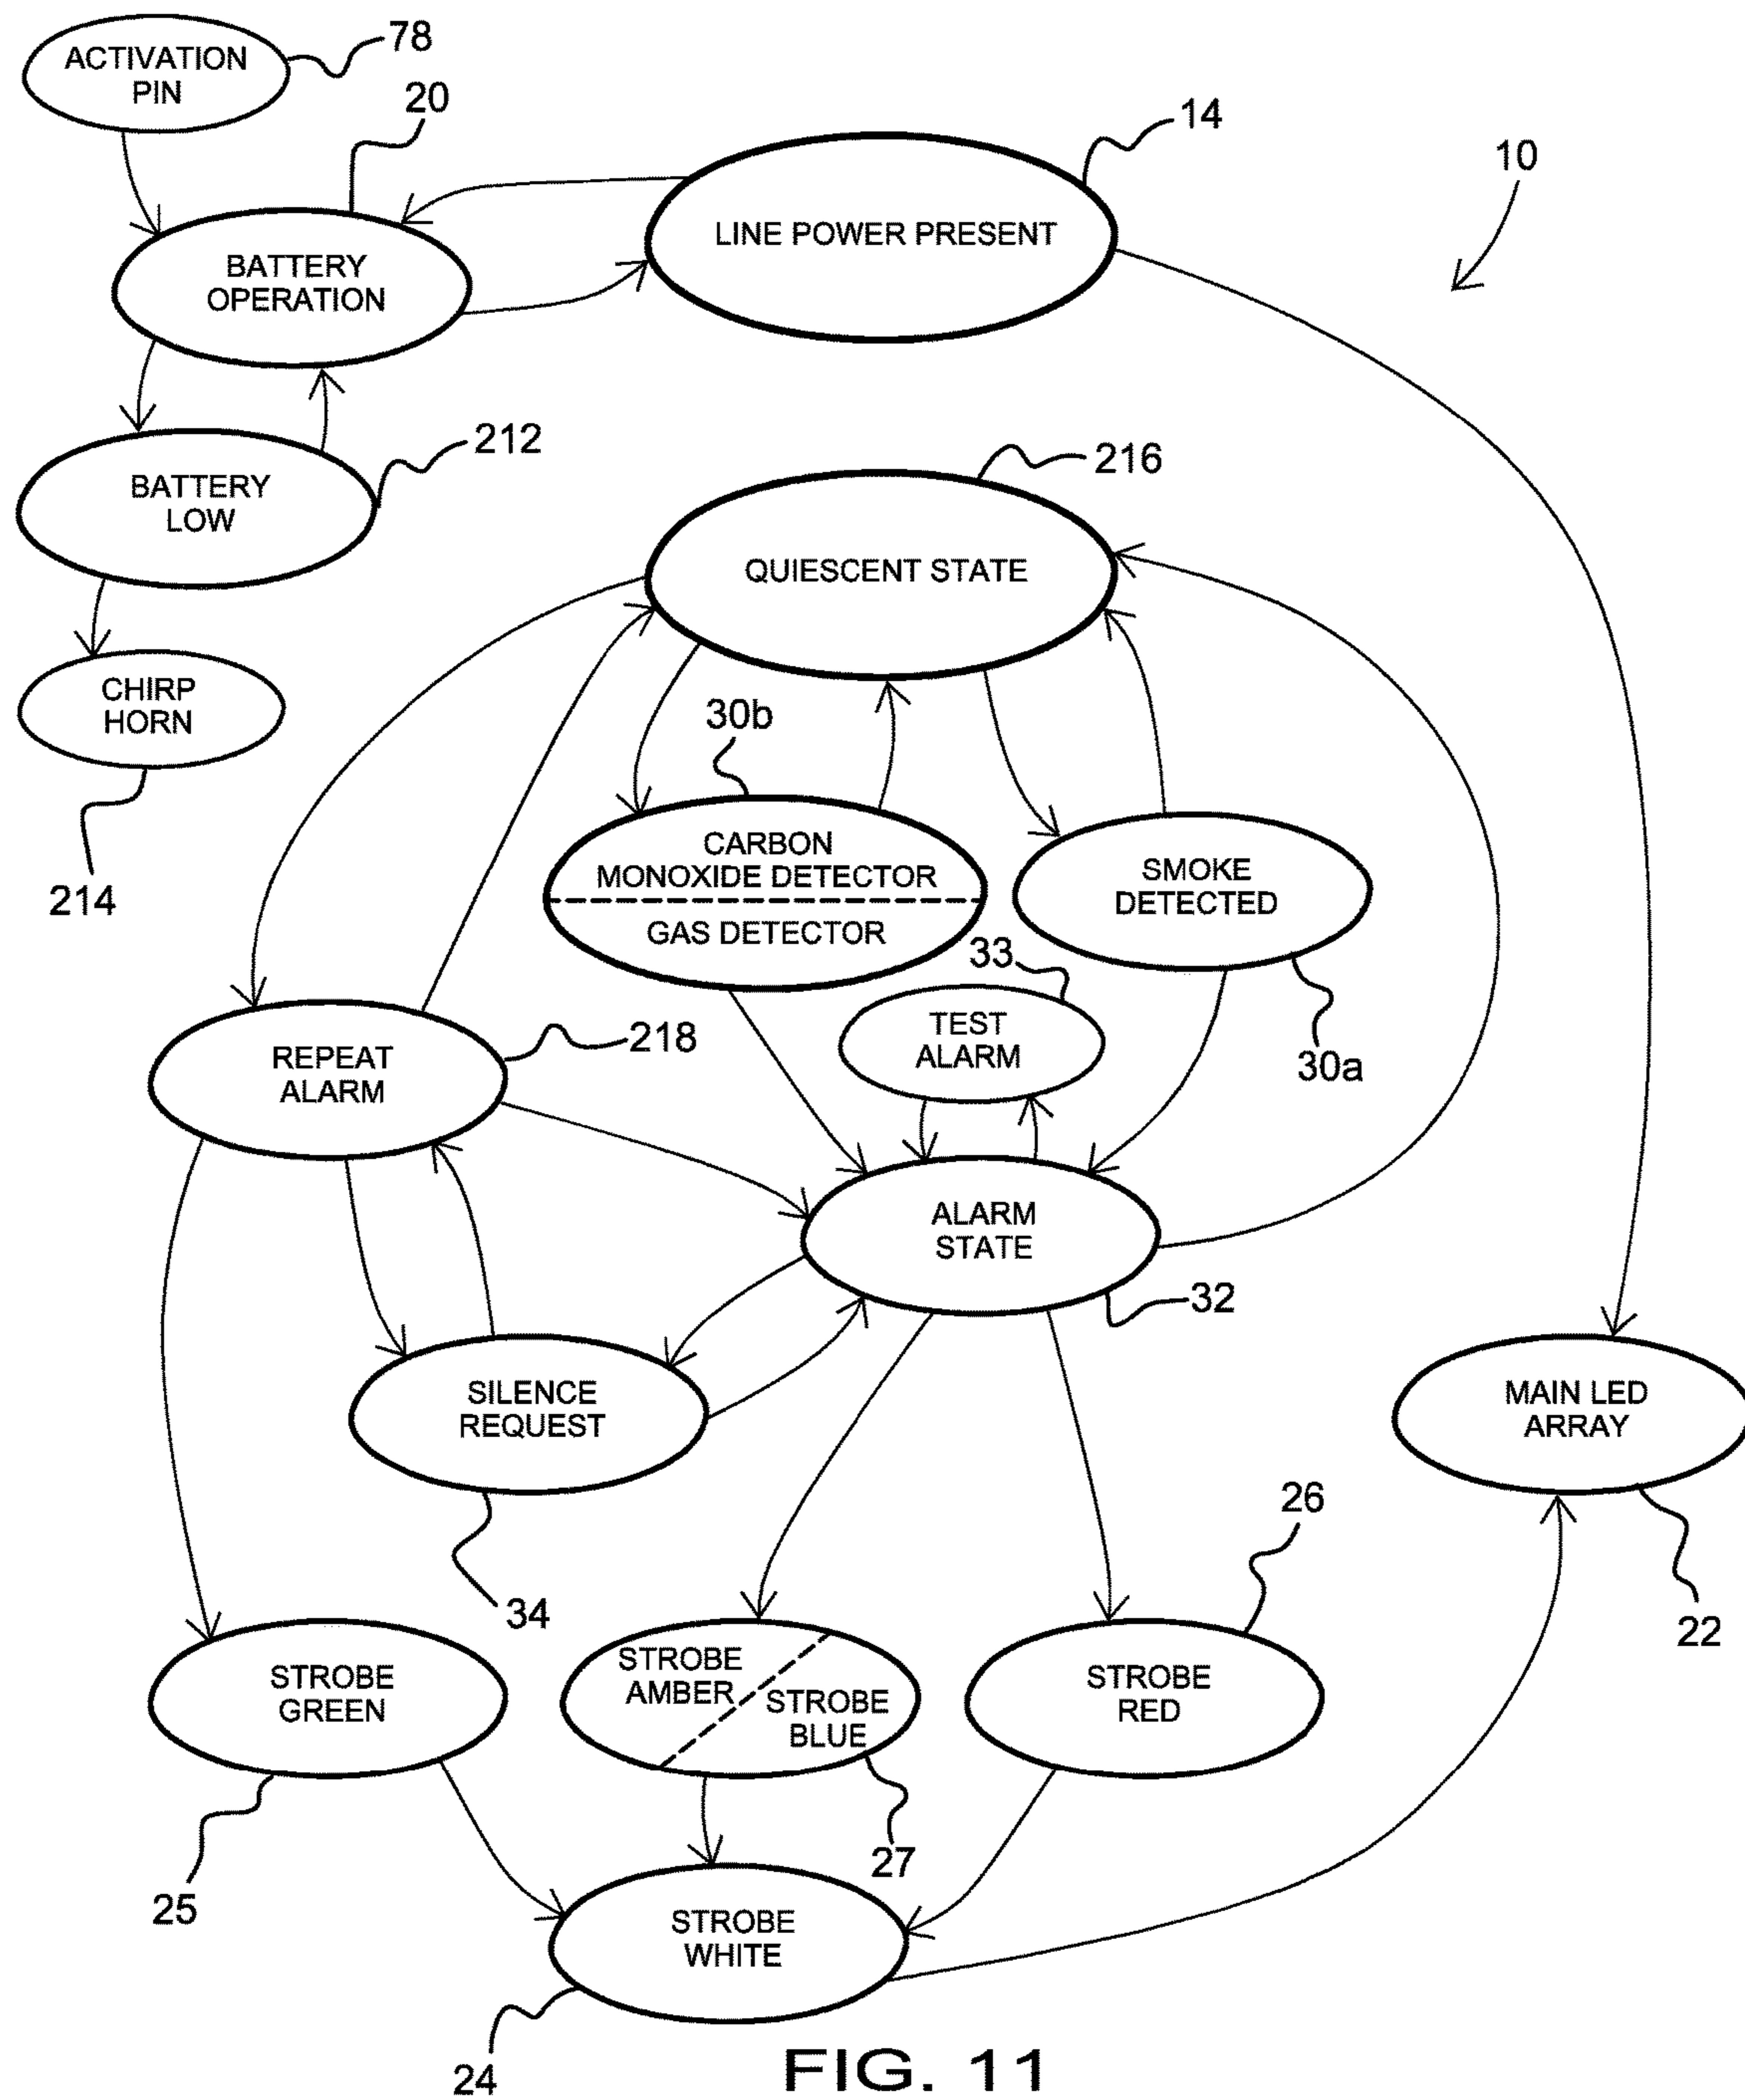 78
ACTIVATION
PIN
20
14
10
LINE POWER PRESENT
BATTERY
OPERATION
212
216
BATTERY
LOW
QUIESCENT STATE
CHIRP
HORN
30b
214
CARBON
MONOXIDE DETECTOR
GAS DETECTOR
SMOKE
DETECTED
33
30a
TEST
ALARM
218
REPEAT
ALARM
ALARM
STATE
32
SILENCE
REQUEST
MAIN LED
ARRAY
26
34
22
STROBE
GREEN
STROBE
AMBER
STROBE
BLUE
STROBE
RED
25
27
STROBE
WHITE
24
FIG. 11